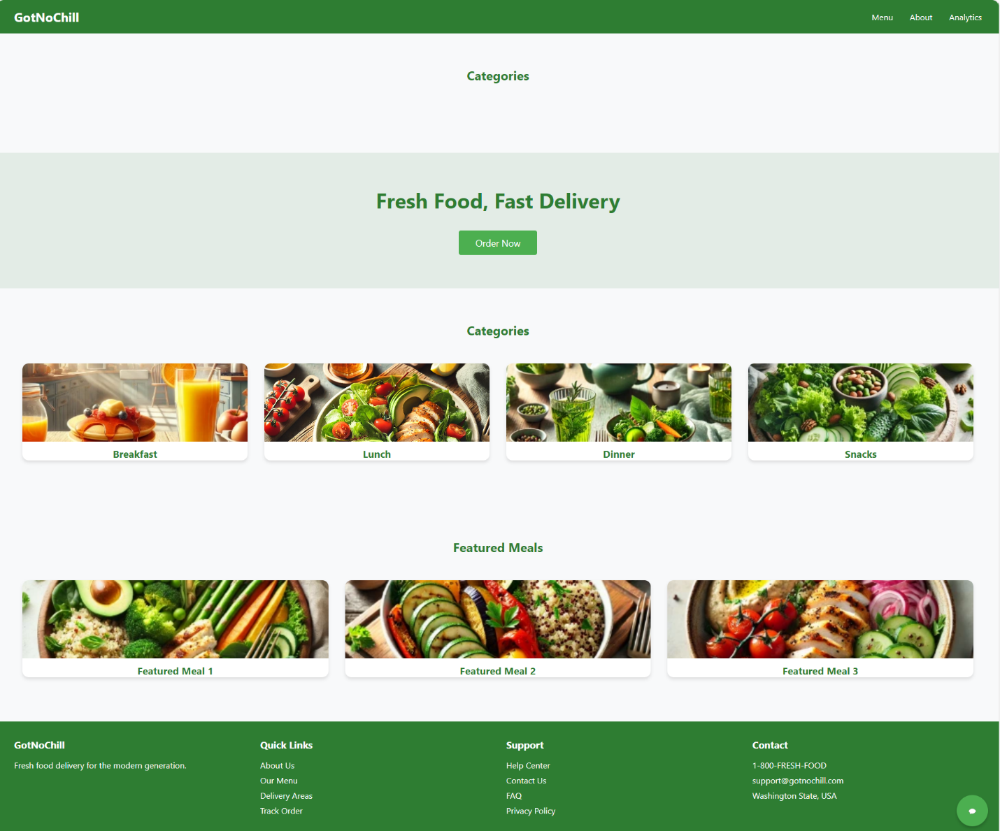 GotNoChill
Menu About Analytics
Categories
Fresh Food, Fast Delivery
Order Now
Categories
Breakfast
Lunch
Dinner
Snacks
Featured Meals
Featured Meal 1
Featured Meal 2
Featured Meal 3
GotNoChill
Fresh food delivery for the modern generation.
Quick Links
About Us
Our Menu
Delivery Areas
Track Order
Support
Help Center
Contact Us
FAQ
Privacy Policy
Contact
1-800-FRESH-FOOD
support@gotnochill.com
Washington State, USA